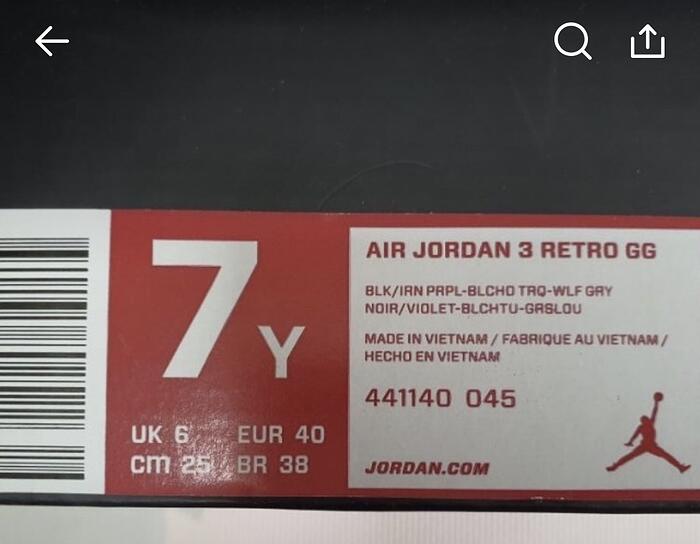 7Y
UK 6 EUR 40
cm 25 BR 38
AIR JORDAN 3 RETRO GG
BLK/IRN PRPL-BLCHD TRQ-WLF GRY
NOIR/VIOLET-BLCHTU-GRSLOU
MADE IN VIETNAM / FABRIQUE AU VIETNAM /
HECHO EN VIETNAM
441140 045
JORDAN.COM